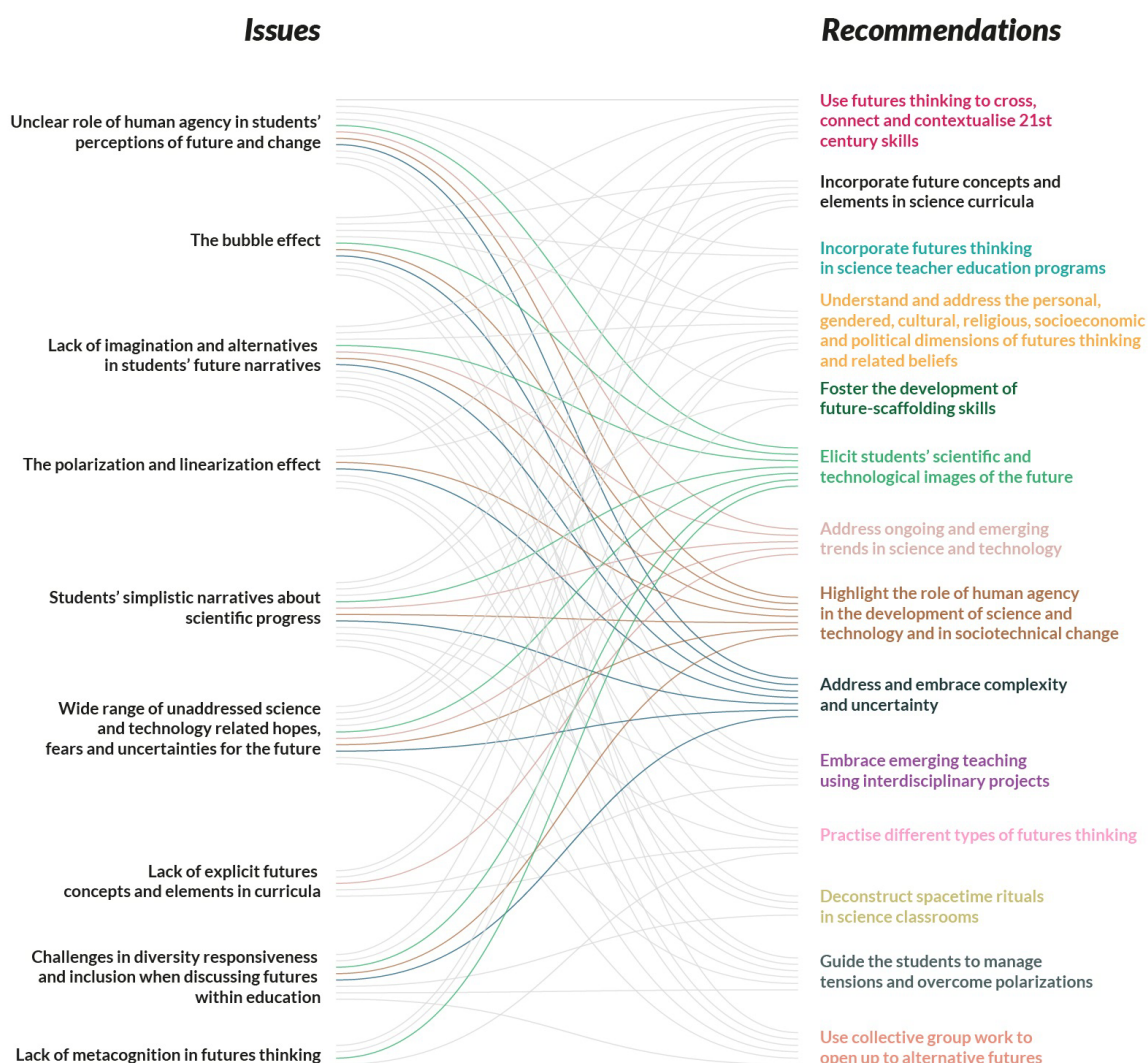 Issues
Recommendations
Unclear role of human agency in students'
perceptions of future and change
The bubble effect
Lack of imagination and alternatives
in students' future narratives
The polarization and linearization effect
Students' simplistic narratives about
scientific progress
Wide range of unaddressed science
and technology related hopes,
fears and uncertainties for the future
Lack of explicit futures
concepts and elements in curricula
Challenges in diversity responsiveness
and inclusion when discussing futures
within education
Lack of metacognition in futures thinking
Use futures thinking to cross,
connect and contextualise 21st
century skills
Incorporate future concepts and
elements in science curricula
Incorporate futures thinking
in science teacher education programs
Understand and address the personal,
gendered, cultural, religious, socioeconomic
and political dimensions of futures thinking
and related beliefs
Foster the development of
future-scaffolding skills
Elicit students' scientific and
technological images of the future
Address ongoing and emerging
trends in science and technology
Highlight the role of human agency
in the development of science and
technology and in sociotechnical change
Address and embrace complexity
and uncertainty
Embrace emerging teaching
using interdisciplinary projects
Practise different types of futures thinking
Deconstruct spacetime rituals
in science classrooms
Guide the students to manage
tensions and overcome polarizations
Use collective group work to
open up to alternative futures